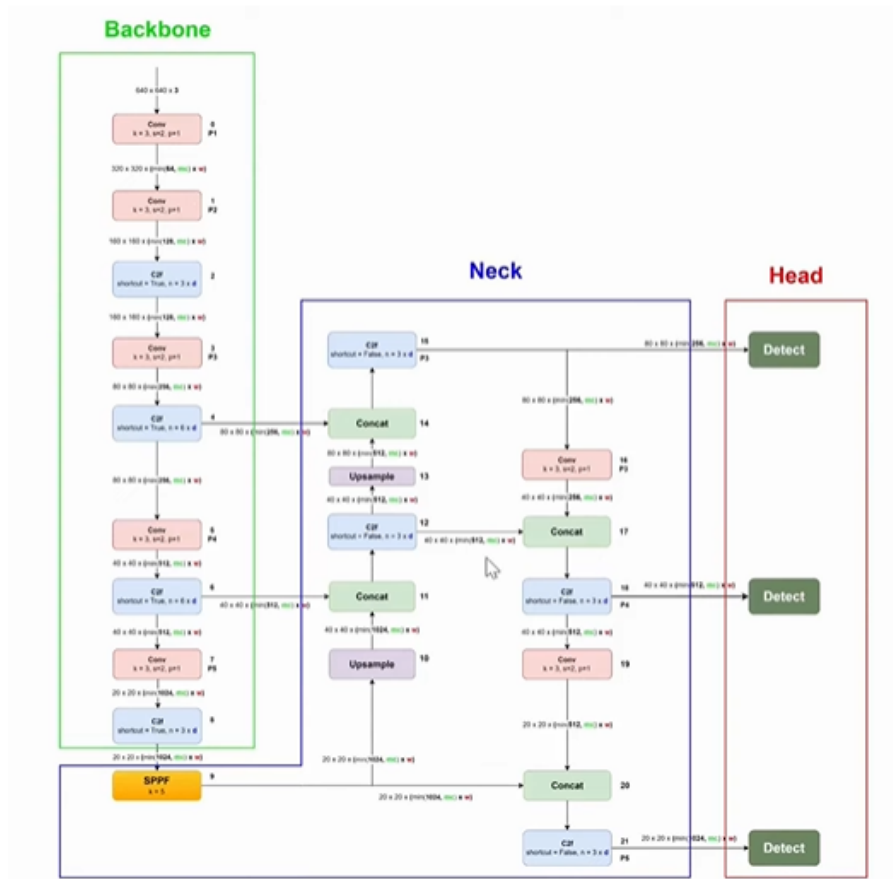 Backbone
640 x 640 x 3
Conv
k = 3, s=2, p=1
0
P1
320 x 320 x (min(64, mc) x w)
Conv
k = 3, s=2, p=1
1
P2
160 x 160 x (min(128, mc) x w)
C2f
shortcut = True, n = 3 x d
2
160 x 160 x (min(128, mc) x w)
Conv
k = 3, s=2, p=1
3
P3
80 x 80 x (min(256, mc) x w)
C2f
shortcut = True, n = 6 x d
4
80 x 80 x (min(256, mc) x w)
80 x 80 x (min(256, mc) x w)
Conv
k = 3, s=2, p=1
5
P4
40 x 40 x (min(512, mc) x w)
C2f
shortcut = True, n = 6 x d
6
40 x 40 x (min(512, mc) x w)
40 x 40 x (min(512, mc) x w)
Conv
k = 3, s=2, p=1
7
P5
20 x 20 x (min(1024, mc) x w)
C2f
shortcut = True, n = 3 x d
8
20 x 20 x (min(1024, mc) x w)
Neck
SPPF
k = 5
9
20 x 20 x (min(1024, mc) x w)
20 x 20 x (min(1024, mc) x w)
Upsample
10
40 x 40 x (min(1024, mc) x w)
Concat
11
C2f
shortcut = False, n = 3 x d
12
40 x 40 x (min(512, mc) x w)
40 x 40 x (min(512, mc) x w)
Upsample
13
80 x 80 x (min(512, mc) x w)
Concat
14
C2f
shortcut = False, n = 3 x d
15
P3
80 x 80 x (min(256, mc) x w)
80 x 80 x (min(256, mc) x w)
Conv
k = 3, s=2, p=1
16
P3
40 x 40 x (min(256, mc) x w)
Concat
17
C2f
shortcut = False, n = 3 x d
18
P4
40 x 40 x (min(512, mc) x w)
40 x 40 x (min(512, mc) x w)
Conv
k = 3, s=2, p=1
19
20 x 20 x (min(512, mc) x w)
Concat
20
C2f
shortcut = False, n = 3 x d
21
P5
20 x 20 x (min(1024, mc) x w)
Head
Detect
Detect
Detect